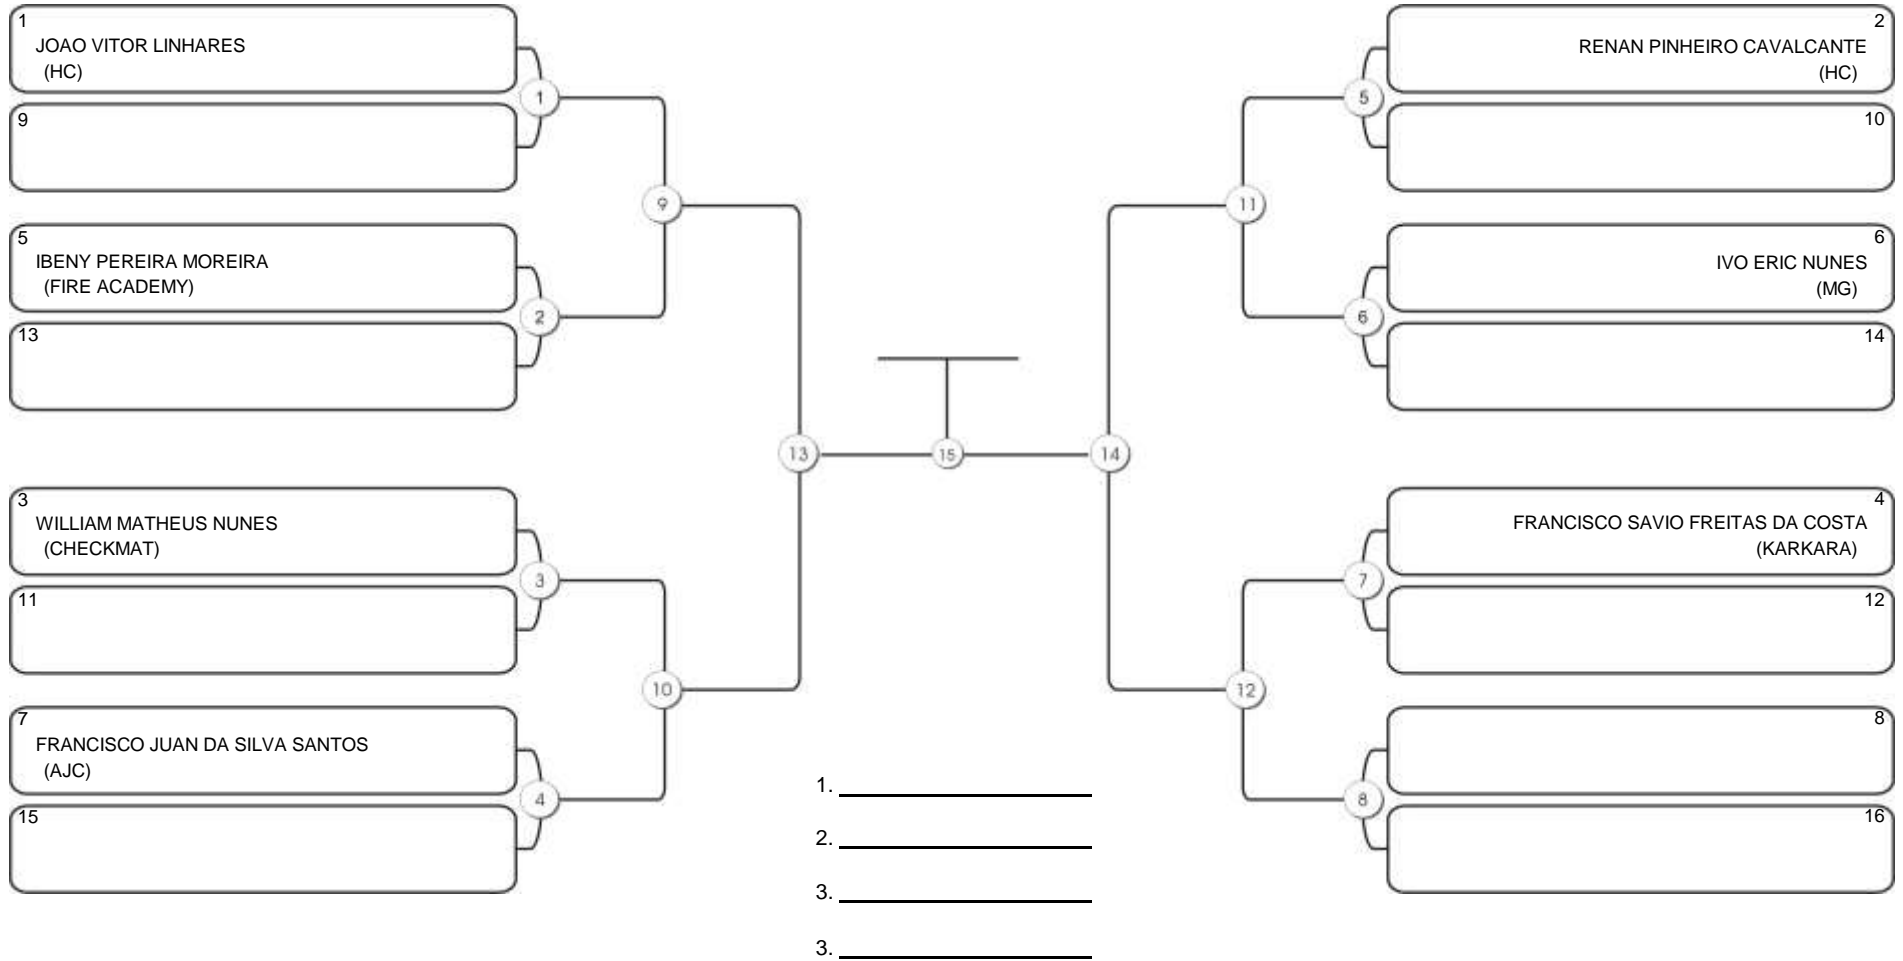 1
JOAO VITOR LINHARES
(HC)
9
5
IBENY PEREIRA MOREIRA
(FIRE ACADEMY)
13
3
WILLIAM MATHEUS NUNES
(CHECKMAT)
11
7
FRANCISCO JUAN DA SILVA SANTOS
(AJC)
15
1
2
3
4
9
10
13
15
14
11
12
5
6
7
8
2
RENAN PINHEIRO CAVALCANTE
(HC)
10
6
IVO ERIC NUNES
(MG)
14
4
FRANCISCO SAVIO FREITAS DA COSTA
(KARKARA)
12
8
16
1.
2.
3.
3.